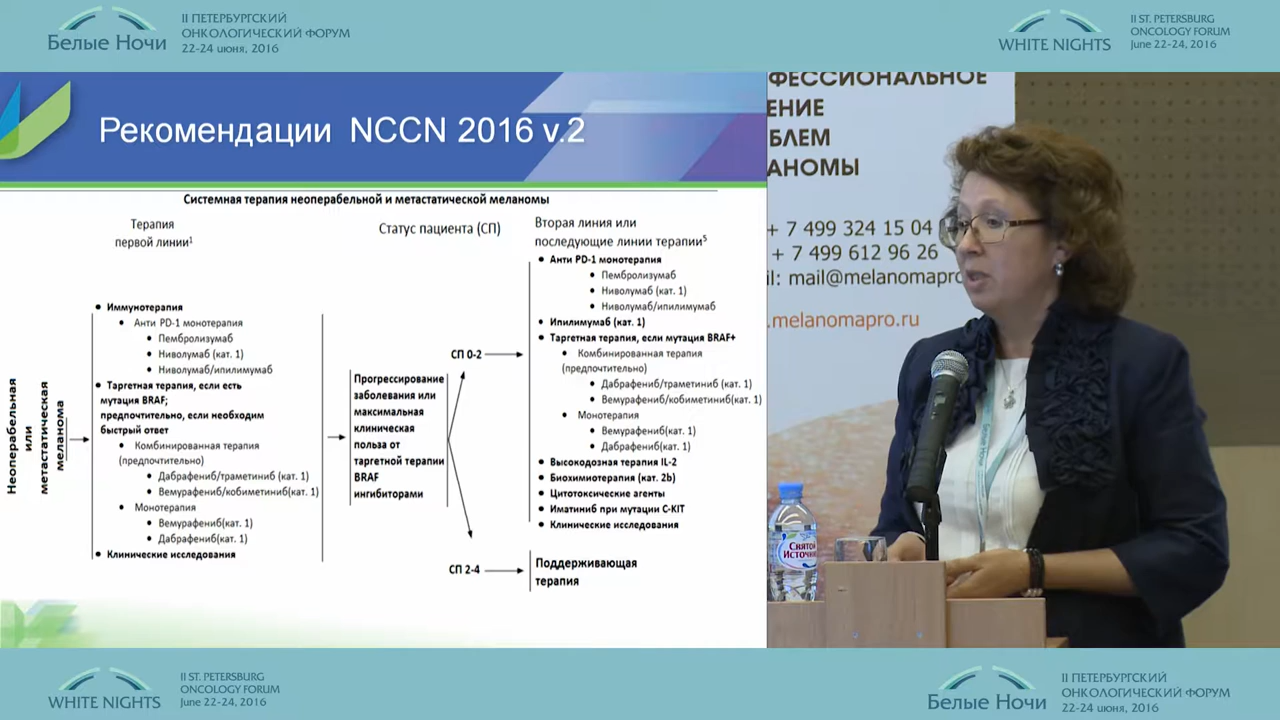 Белые Ночи
II ПЕТЕРБУРГСКИЙ
ОНКОЛОГИЧЕСКИЙ ФОРУМ
22-24 июня, 2016
WHITE NIGHTS
II ST. PETERSBURG
ONCOLOGY FORUM
June 22-24, 2016
Рекомендации NCCN 2016 v.2
Системная терапия неоперабельной и метастатической меланомы
Терапия
первой линии¹
Неоперабельная
или
метастатическая
меланома
• Иммунотерапия
• Анти PD-1 монотерапия
• Пембролизумаб
• Ниволумаб (кат. 1)
• Ниволумаб/ипилимумаб
• Таргетная терапия, если есть
мутация BRAF;
предпочтительно, если необходим
быстрый ответ
• Комбинированная терапия
(предпочтительно)
• Дабрафениб/траметиниб (кат. 1)
• Вемурафениб/кобиметиниб(кат. 1)
• Монотерапия
• Вемурафениб(кат. 1)
• Дабрафениб(кат. 1)
• Клинические исследования
Статус пациента (СП)
Прогрессирование
заболевания или
максимальная
клиническая
польза от
таргетной терапии
BRAF
ингибиторами
СП 0-2
СП 2-4
Вторая линия или
последующие линии терапии⁵
• Анти PD-1 монотерапия
• Пембролизумаб
• Ниволумаб (кат. 1)
• Ниволумаб/ипилимумаб
• Ипилимумаб (кат. 1)
• Таргетная терапия, если мутация BRAF+
• Комбинированная терапия
(предпочтительно)
• Дабрафениб/траметиниб (кат. 1)
• Вемурафениб/кобиметиниб(кат. 1)
• Монотерапия
• Вемурафениб(кат. 1)
• Дабрафениб(кат. 1)
• Высокодозная терапия IL-2
• Биохимиотерапия (кат. 2b)
• Цитотоксические агенты
• Иматиниб при мутации C-KIT
• Клинические исследования
Поддерживающая
терапия
ФЕССИОНАЛЬНОЕ
ЕНИЕ
БЛЕМ
АНОМЫ
+ 7 499 324 15 04
+ 7 499 612 96 26
il: mail@melanomapro
.melanomapro.ru
Святой
Источник
WHITE NIGHTS
II ST. PETERSBURG
ONCOLOGY FORUM
June 22-24, 2016
Белые Ночи
II ПЕТЕРБУРГСКИЙ
ОНКОЛОГИЧЕСКИЙ ФОРУМ
22-24 июня, 2016